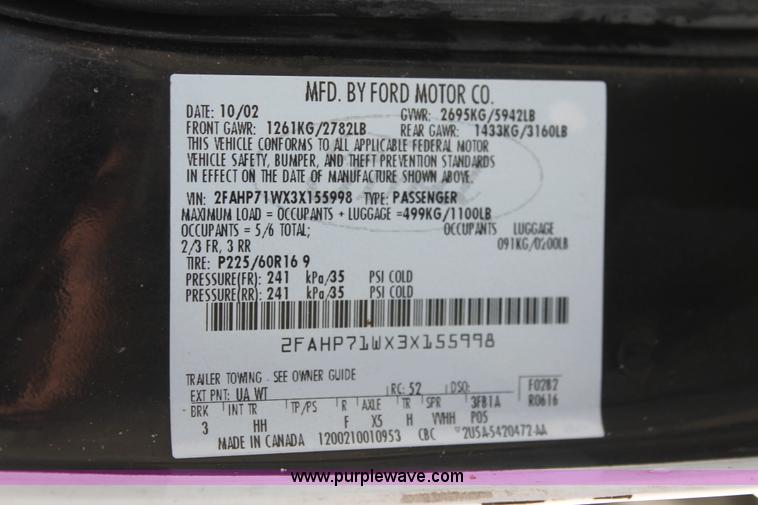 MFD. BY FORD MOTOR CO.
DATE: 10/02 GVWR: 2695KG/5942LB
FRONT GAWR: 1261KG/2782LB REAR GAWR: 1433KG/3160LB
THIS VEHICLE CONFORMS TO ALL APPLICABLE FEDERAL MOTOR
VEHICLE SAFETY, BUMPER, AND THEFT PREVENTION STANDARDS
IN EFFECT ON THE DATE OF MANUFACTURE SHOWN ABOVE.
VIN: 2FAHP71WX3X155998 TYPE: PASSENGER
MAXIMUM LOAD = OCCUPANTS + LUGGAGE =499KG/1100LB
OCCUPANTS = 5/6 TOTAL; OCCUPANTS LUGGAGE
2/3 FR, 3 RR 091KG/0200LB
TIRE: P225/60R16 9
PRESSURE(FR): 241 kPa/35 PSI COLD
PRESSURE(RR): 241 kPa/35 PSI COLD
2FAHP71WX3X155998
TRAILER TOWING - SEE OWNER GUIDE
EXT PNT: UA WT RC: 52 DSO: F0282
BRK INT TR TP/PS R AXLE TR SPR 3FB1A R0616
3 HH F X5 H VVHH P05
MADE IN CANADA 1200210010953 CBC 2U5A-5420472-AA
www.purplewave.com